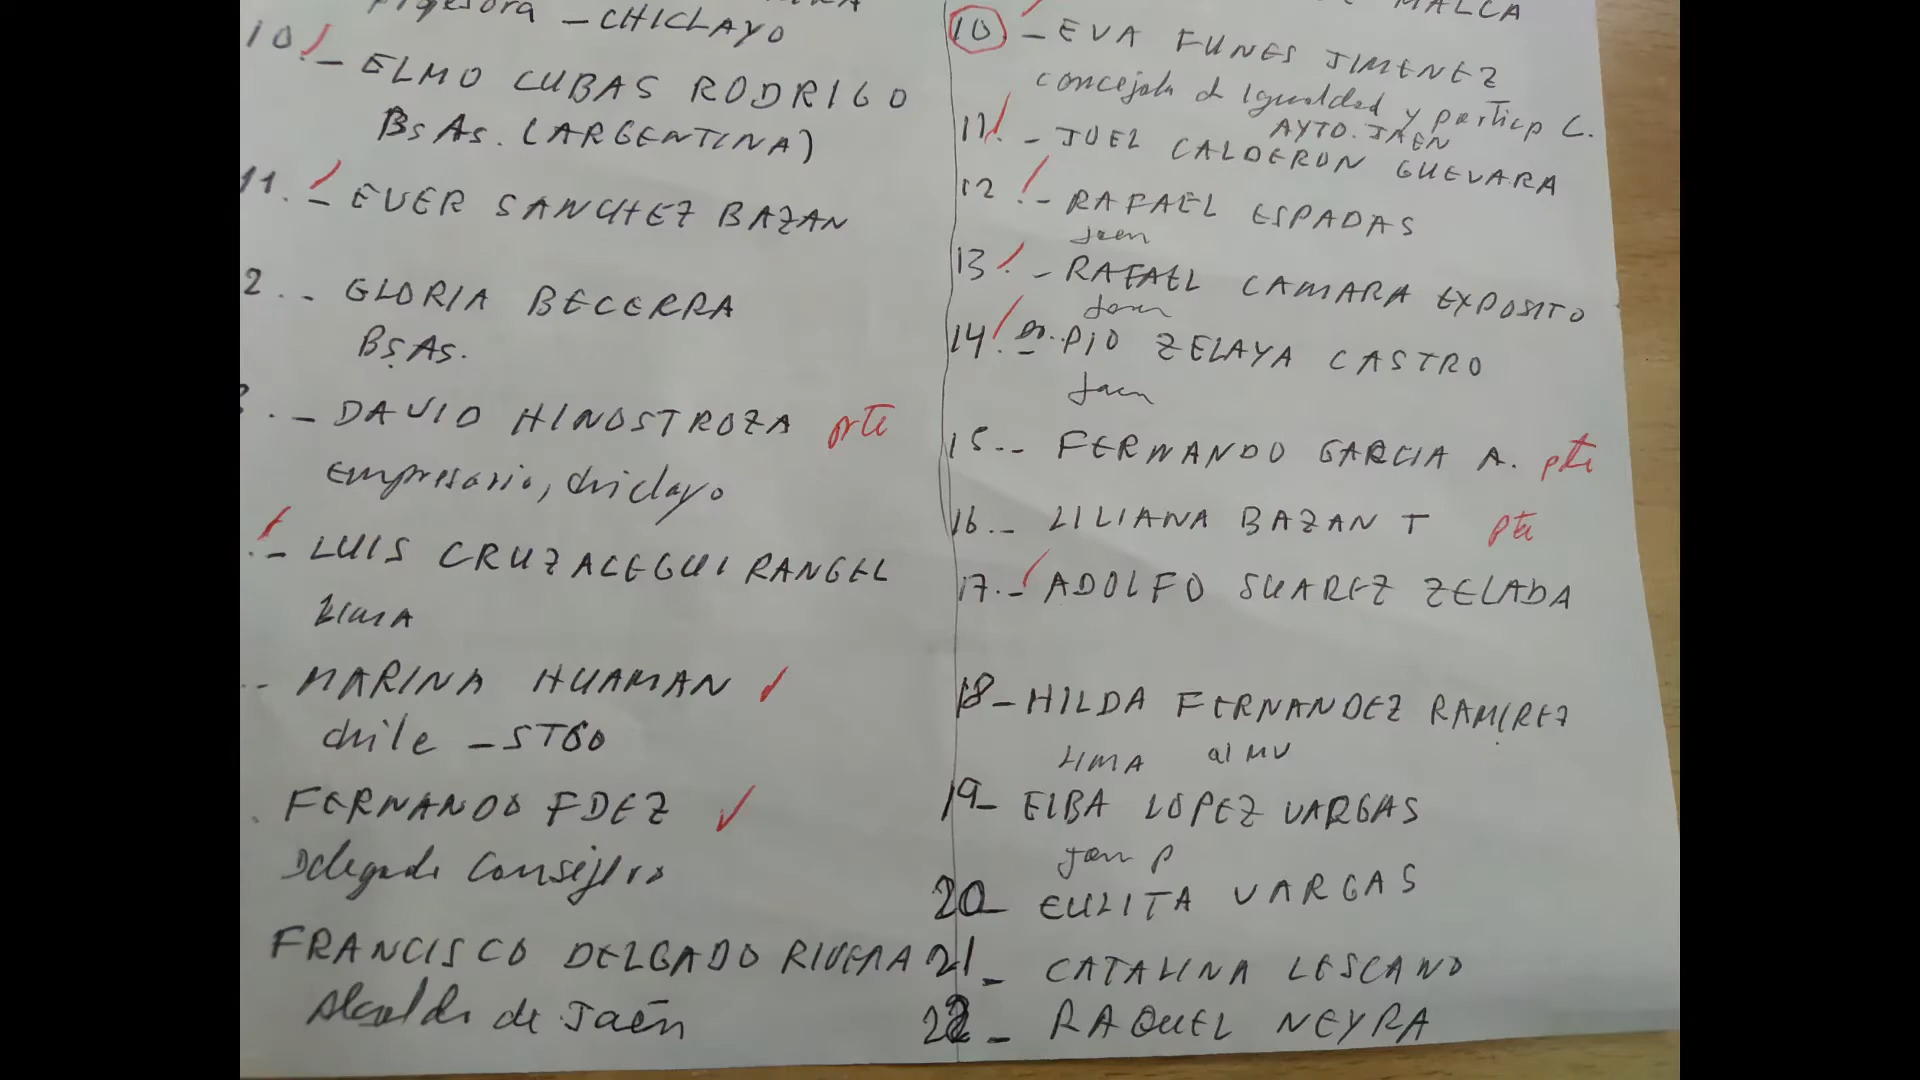 Profesora - CHICLAYO
10.- ELMO CUBAS RODRIGO
BsAs. (ARGENTINA)
11.- EVER SANCHEZ BAZAN
2.- GLORIA BECERRA
BsAs.
.- DAVID HINOSTROZA pte
Empresario, chiclayo
.- LUIS CRUZ ACEGUI RANGEL
LIMA
.- MARINA HUAMAN
chile - STGO
. FERNANDO FDEZ
Delegado Consejero
FRANCISCO DELGADO RIVERA
Alcalde de Jaén
MALCA
10.- EVA FUNES JIMENEZ
concejala de Igualdad y particip C.
AYTO. JAEN
11.- JOEL CALDERON GUEVARA
12.- RAFAEL ESPADAS
Jaen
13.- RAFAEL CAMARA EXPOSITO
Jaen
14.- PIO ZELAYA CASTRO
Jaen
15.- FERNANDO GARCIA A. pte
16.- LILIANA BAZAN T pte
17.- ADOLFO SUAREZ ZELADA
18- HILDA FERNANDEZ RAMIREZ
LIMA al MU
19- ELBA LOPEZ VARGAS
Jaen P
20- EULITA VARGAS
21- CATALINA LESCANO
22- RAQUEL NEYRA